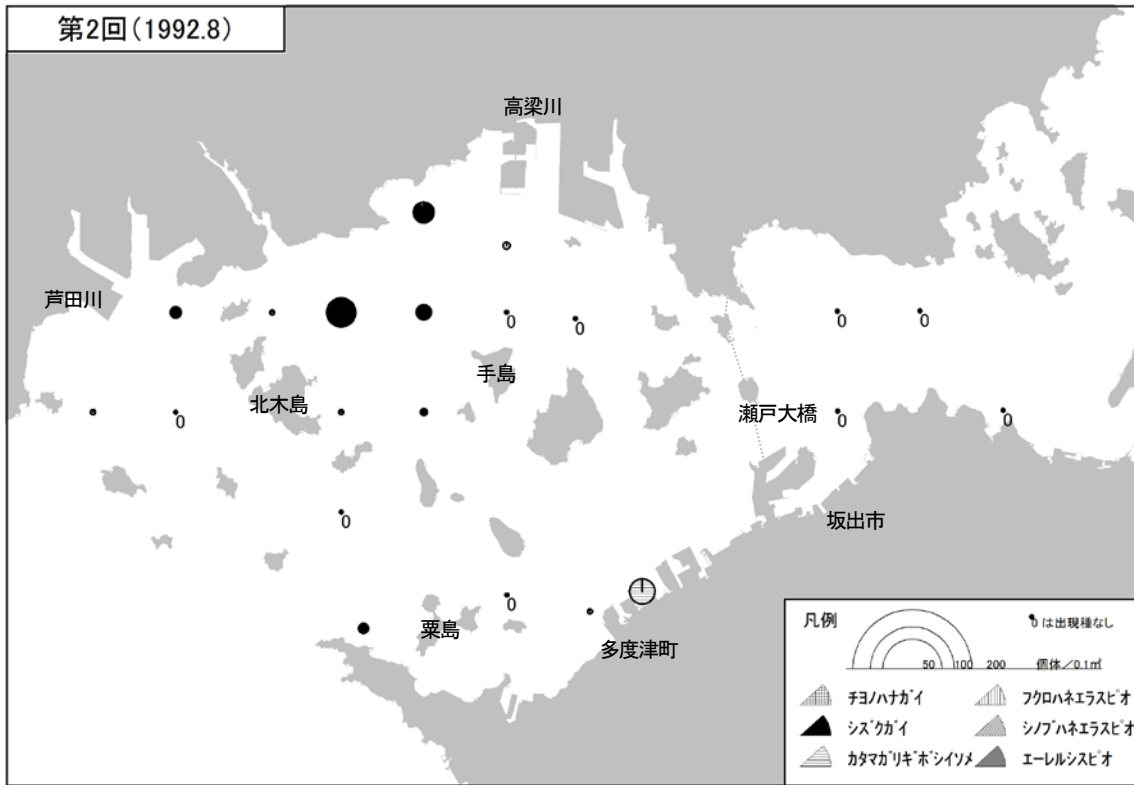 第2回(1992.8)
高梁川
芦田川
0
0
0
0
手島
北木島
瀬戸大橋
0
0
0
0
坂出市
0
粟島
多度津町
凡例
0 は出現種なし
50 100 200 個体/0.1㎡
チヨノハナガイ フクロハネエラスピオ
シズクガイ シノブハネエラスピオ
カタマガリギボシイソメ エーレルシスピオ